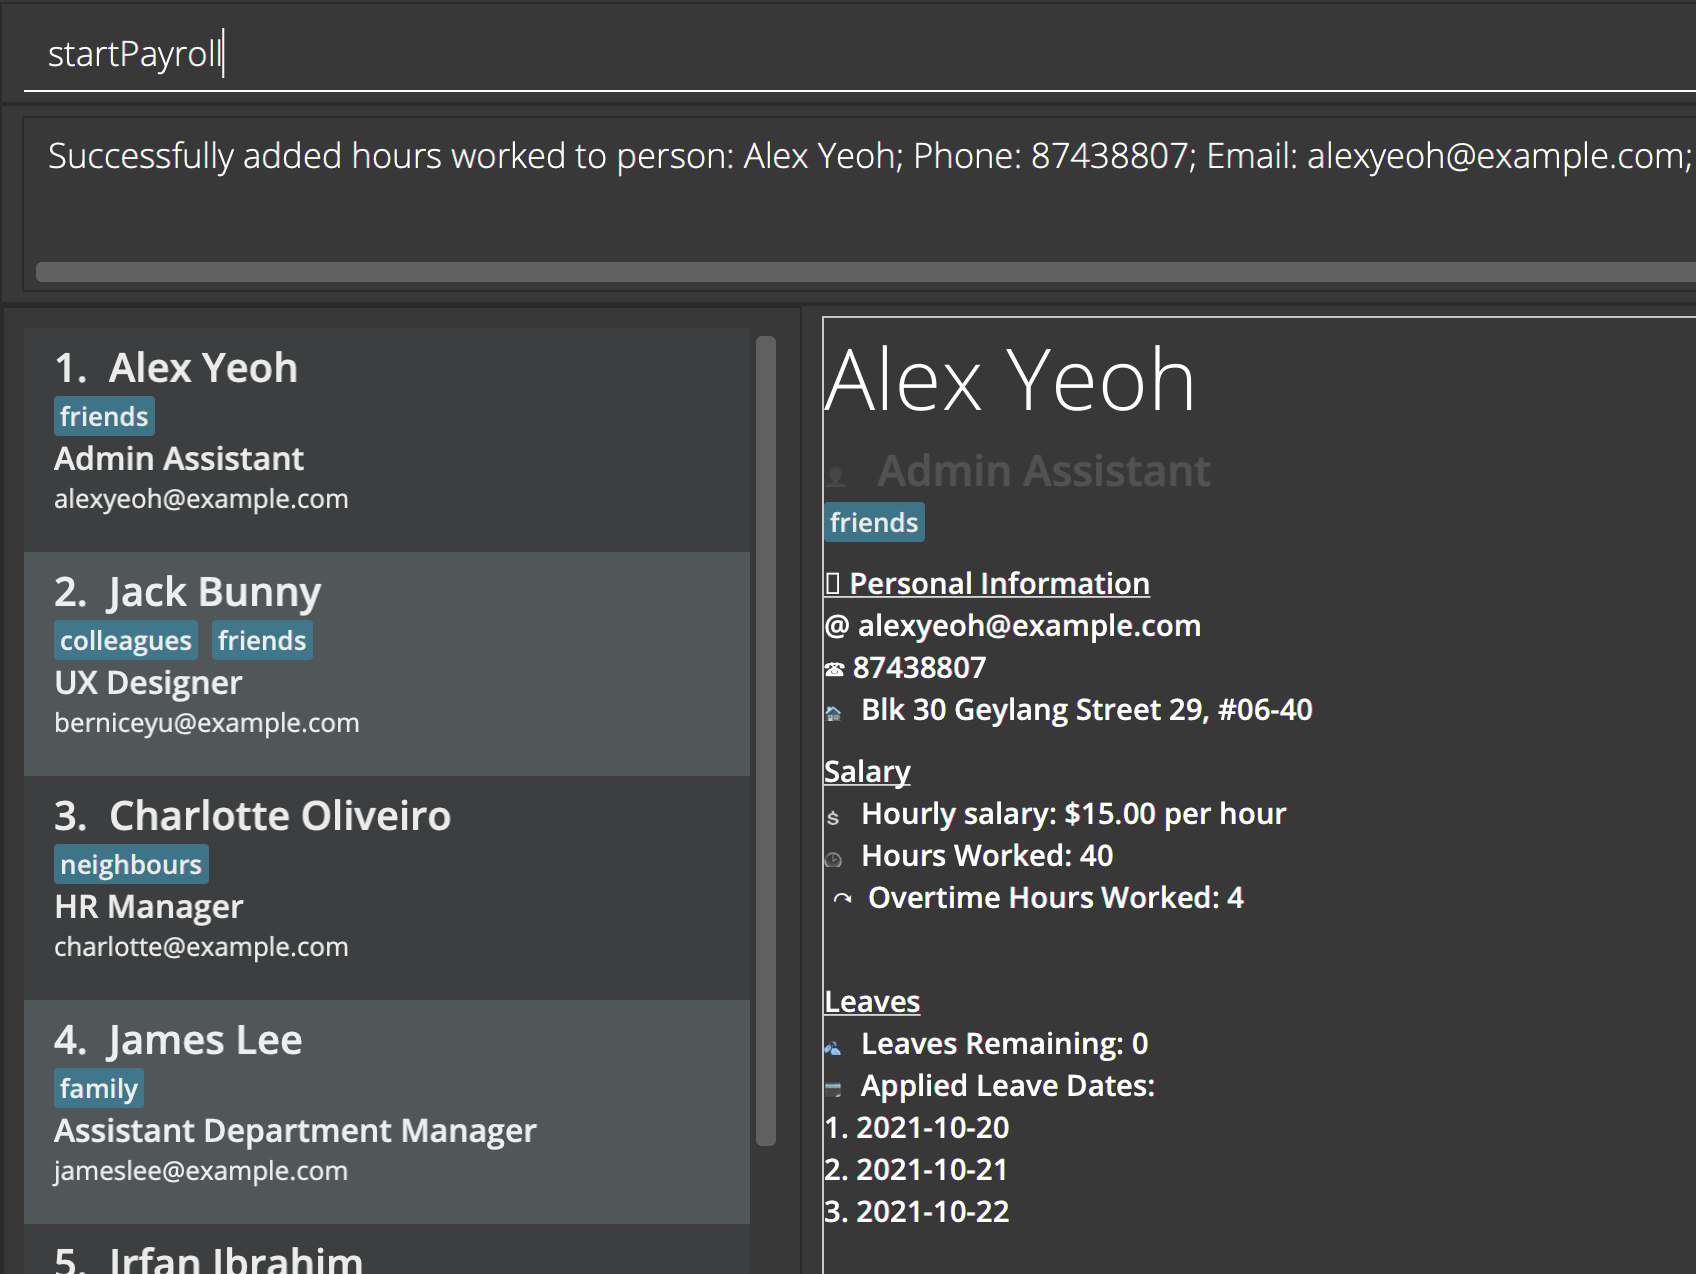 startPayroll
Successfully added hours worked to person: Alex Yeoh; Phone: 87438807; Email: alexyeoh@example.com;
1. Alex Yeoh
friends
Admin Assistant
alexyeoh@example.com
2. Jack Bunny
colleagues friends
UX Designer
berniceyu@example.com
3. Charlotte Oliveiro
neighbours
HR Manager
charlotte@example.com
4. James Lee
family
Assistant Department Manager
jameslee@example.com
5. Irfan Ibrahim
Alex Yeoh
Admin Assistant
friends
Personal Information
@ alexyeoh@example.com
☎ 87438807
Blk 30 Geylang Street 29, #06-40
Salary
Hourly salary: $15.00 per hour
Hours Worked: 40
Overtime Hours Worked: 4
Leaves
Leaves Remaining: 0
Applied Leave Dates:
1. 2021-10-20
2. 2021-10-21
3. 2021-10-22